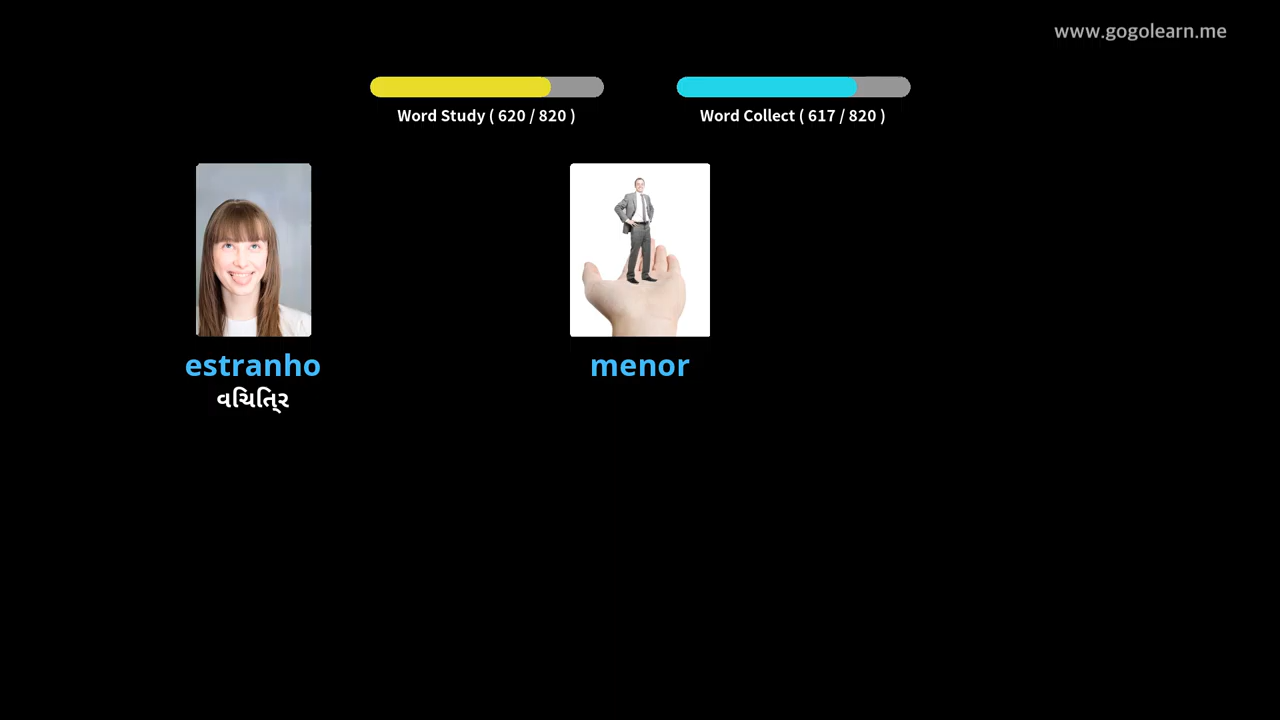 www.gogolearn.me
Word Study ( 620 / 820 )
Word Collect ( 617 / 820 )
estranho
menor
વિચિત્ર